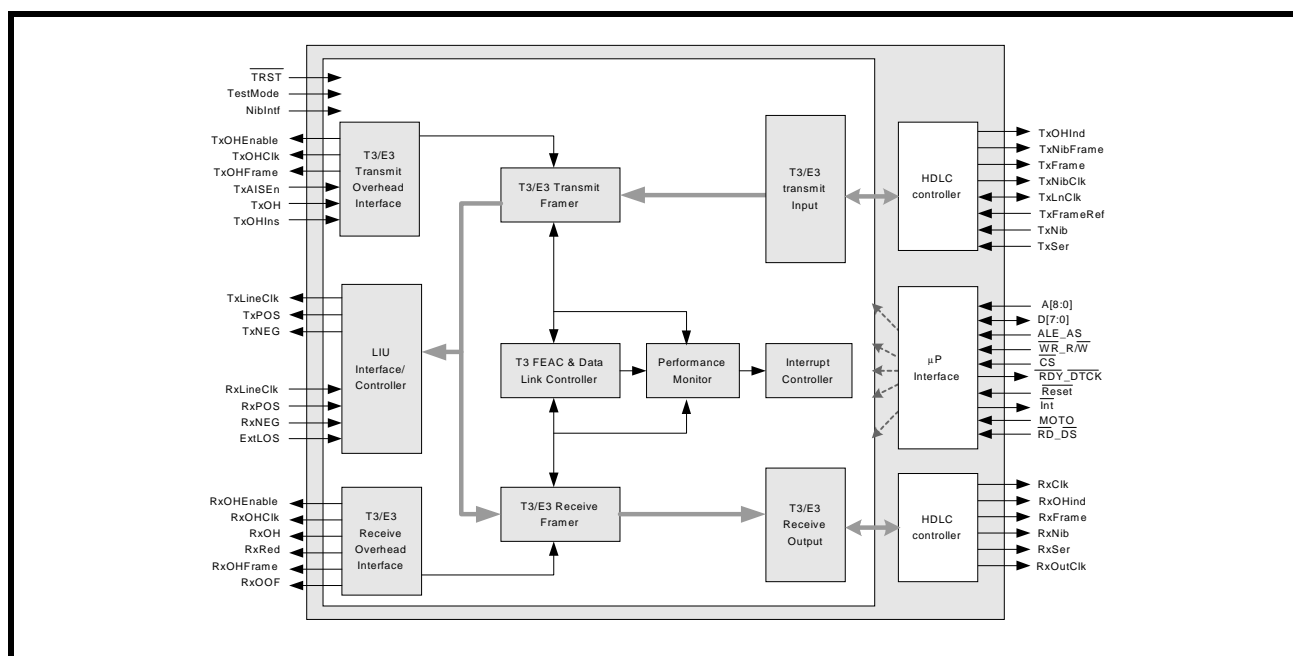 TRST
TestMode
NibIntf
TxOHEnable
TxOHClk
TxOHFrame
TxAISEn
TxOH
TxOHIns
T3/E3
Transmit
Overhead
Interface
T3/E3 Transmit
Framer
T3/E3
transmit
Input
HDLC
controller
TxOHInd
TxNibFrame
TxFrame
TxNibClk
TxLnClk
TxFrameRef
TxNib
TxSer
TxLineClk
TxPOS
TxNEG
RxLineClk
RxPOS
RxNEG
ExtLOS
LIU
Interface/
Controller
T3 FEAC & Data
Link Controller
Performance
Monitor
Interrupt
Controller
µP
Interface
A[8:0]
D[7:0]
ALE_AS
WR_R/W
CS
RDY_DTCK
Reset
Int
MOTO
RD_DS
RxOHEnable
RxOHClk
RxOH
RxRed
RxOHFrame
RxOOF
T3/E3
Receive
Overhead
Interface
T3/E3 Receive
Framer
T3/E3
Receive
Output
HDLC
controller
RxClk
RxOHind
RxFrame
RxNib
RxSer
RxOutClk